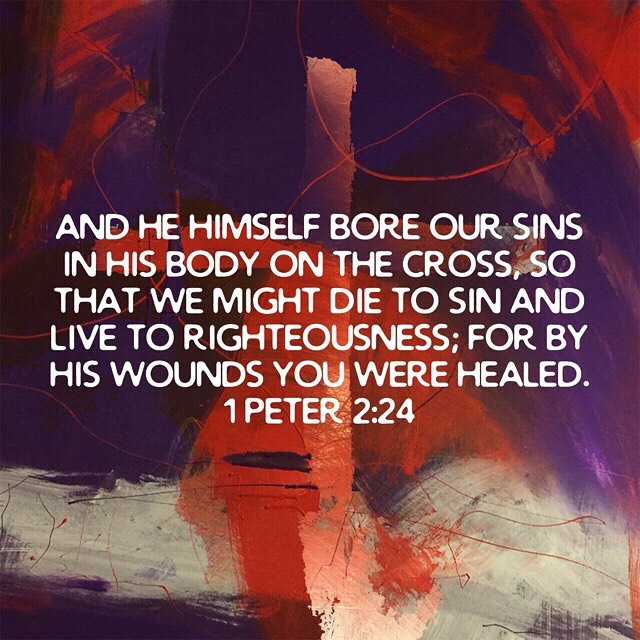 AND HE HIMSELF BORE OUR SINS
IN HIS BODY ON THE CROSS, SO
THAT WE MIGHT DIE TO SIN AND
LIVE TO RIGHTEOUSNESS; FOR BY
HIS WOUNDS YOU WERE HEALED.
1 PETER 2:24